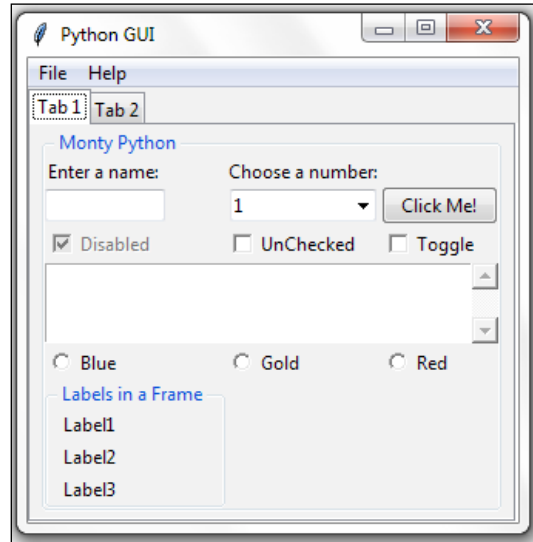 Python GUI
File Help
Tab 1 Tab 2
Monty Python
Enter a name: Choose a number:
1 Click Me!
Disabled UnChecked Toggle
Blue Gold Red
Labels in a Frame
Label1
Label2
Label3